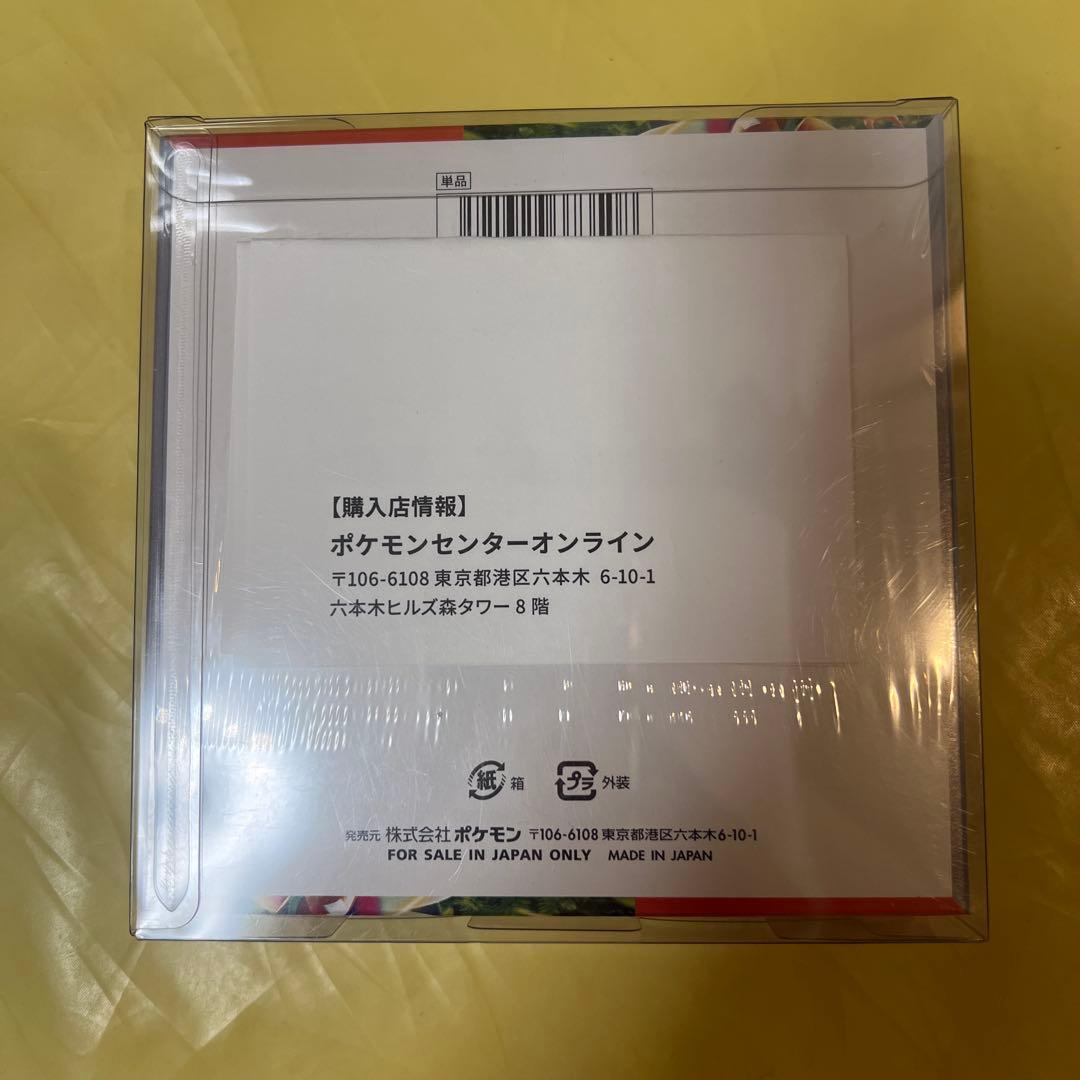 単品
【購入店情報】
ポケモンセンターオンライン
〒106-6108 東京都港区六本木 6-10-1
六本木ヒルズ森タワー 8 階
紙 箱 プラ 外装
発売元 株式会社ポケモン 〒106-6108 東京都港区六本木6-10-1
FOR SALE IN JAPAN ONLY MADE IN JAPAN